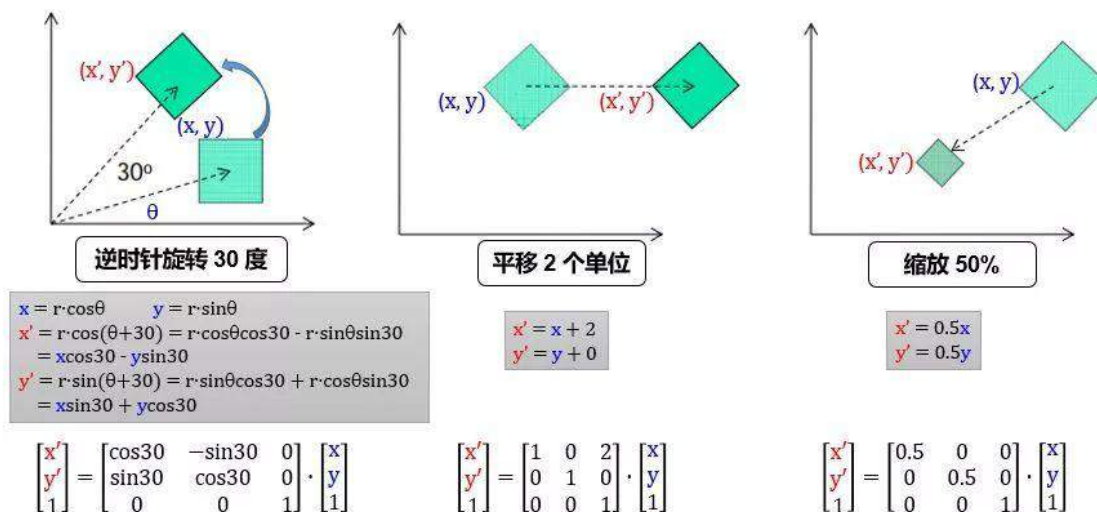 (x', y')
(x, y)
30º
θ
逆时针旋转 30 度
x = r·cosθ y = r·sinθ
x' = r·cos(θ+30) = r·cosθcos30 - r·sinθsin30
= xcos30 - ysin30
y' = r·sin(θ+30) = r·sinθcos30 + r·cosθsin30
= xsin30 + ycos30
[x' y' 1] = [cos30 −sin30 0
sin30 cos30 0
0 0 1] · [x y 1]
(x, y)
(x', y')
平移 2 个单位
x' = x + 2
y' = y + 0
[x' y' 1] = [1 0 2
0 1 0
0 0 1] · [x y 1]
(x, y)
(x', y')
缩放 50%
x' = 0.5x
y' = 0.5y
[x' y' 1] = [0.5 0 0
0 0.5 0
0 0 1] · [x y 1]